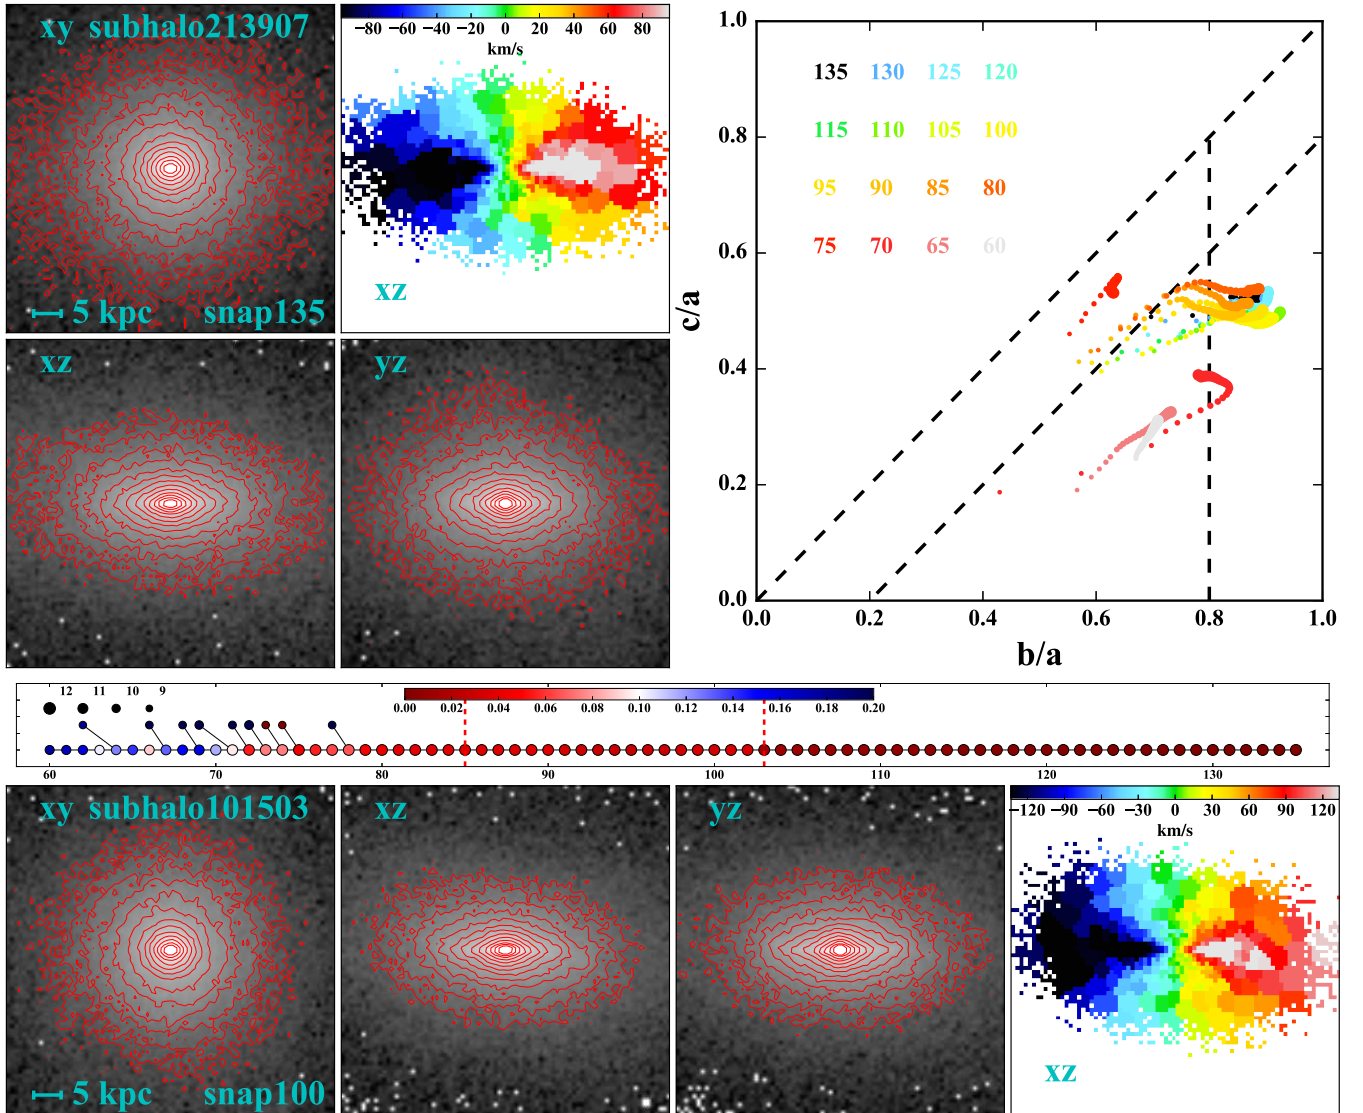 xy subhalo213907
5 kpc snap135
−80 −60 −40 −20 0 20 40 60 80
km/s
xz
xz
yz
1.0
0.8
0.6
0.4
0.2
0.0
c/a
135 130 125 120
115 110 105 100
95 90 85 80
75 70 65 60
0.0 0.2 0.4 0.6 0.8 1.0
b/a
12 11 10 9
0.00 0.02 0.04 0.06 0.08 0.10 0.12 0.14 0.16 0.18 0.20
60 70 80 90 100 110 120 130
xy subhalo101503
5 kpc snap100
xz
yz
−120 −90 −60 −30 0 30 60 90 120
km/s
xz